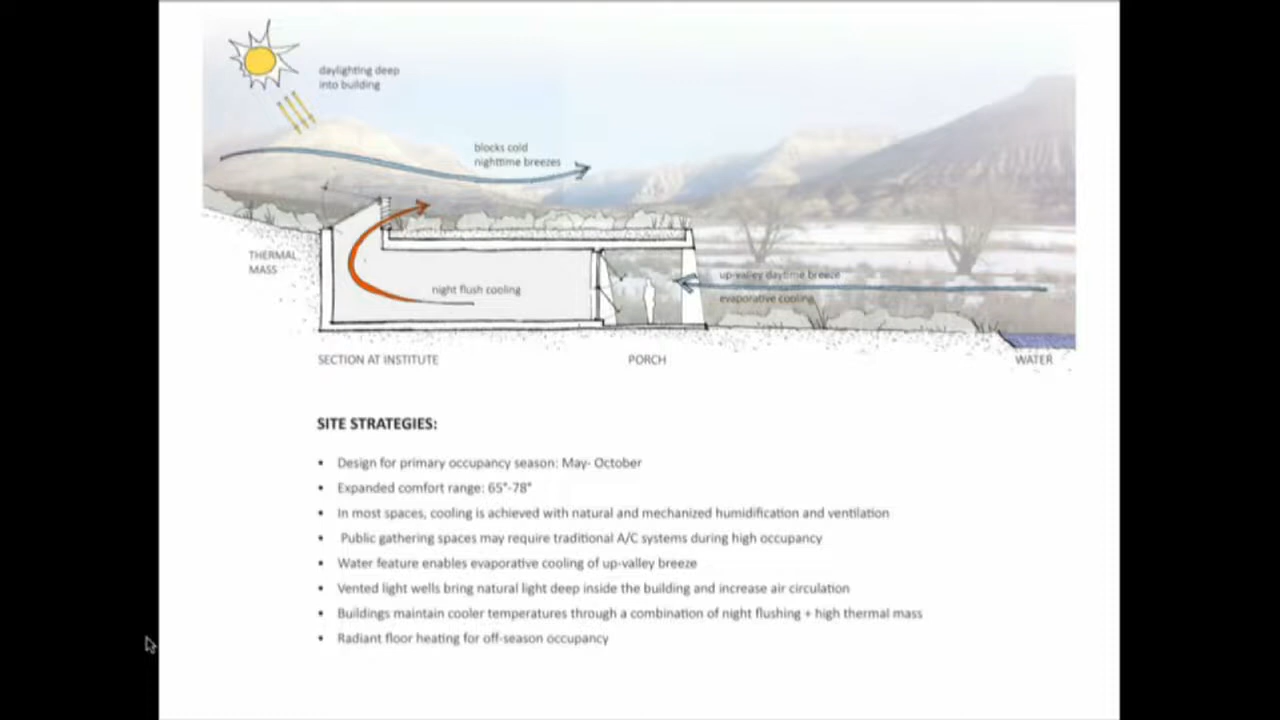 daylighting deep
into building
blocks cold
nighttime breezes
THERMAL
MASS
night flush cooling
up-valley daytime breeze
evaporative cooling
SECTION AT INSTITUTE
PORCH
WATER
SITE STRATEGIES:
• Design for primary occupancy season: May- October
• Expanded comfort range: 65°-78°
• In most spaces, cooling is achieved with natural and mechanized humidification and ventilation
• Public gathering spaces may require traditional A/C systems during high occupancy
• Water feature enables evaporative cooling of up-valley breeze
• Vented light wells bring natural light deep inside the building and increase air circulation
• Buildings maintain cooler temperatures through a combination of night flushing + high thermal mass
• Radiant floor heating for off-season occupancy